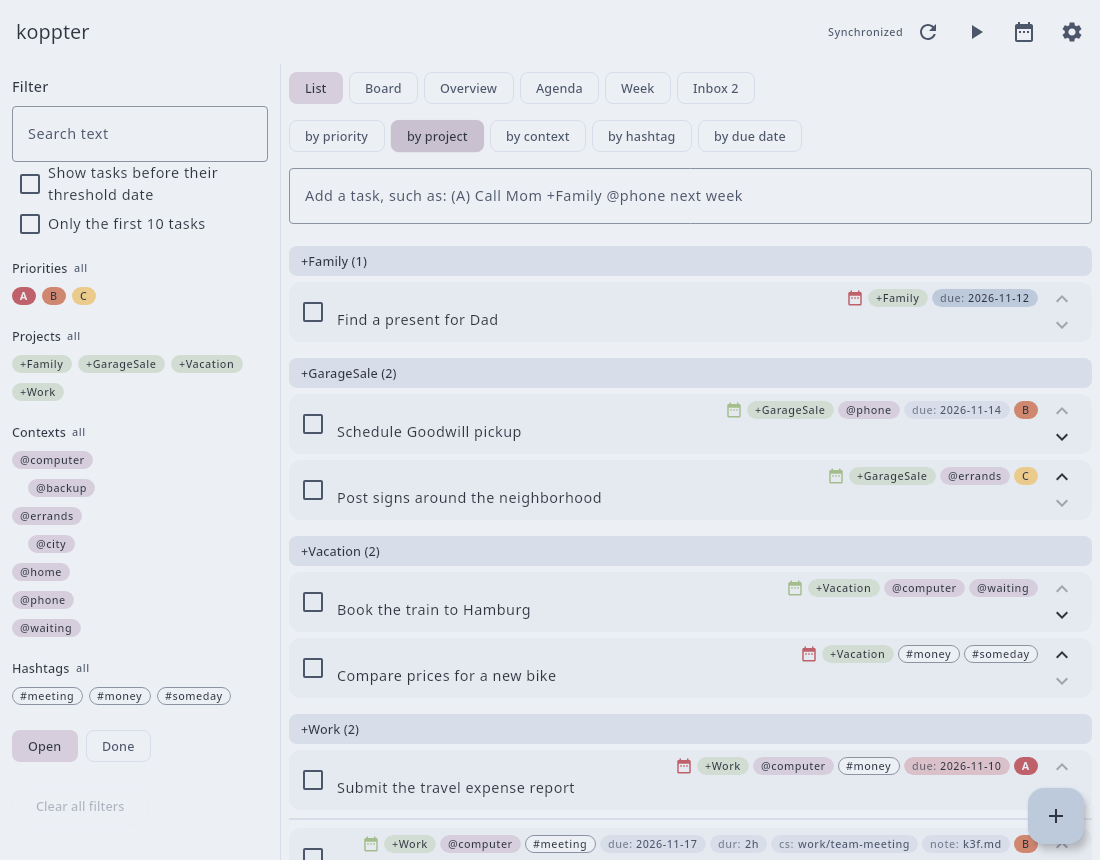 koppter
Synchronized
Filter
Search text
Show tasks before their
threshold date
Only the first 10 tasks
Priorities all
A B C
Projects all
+Family +GarageSale +Vacation
+Work
Contexts all
@computer
@backup
@errands
@city
@home
@phone
@waiting
Hashtags all
#meeting #money #someday
Open Done
Clear all filters
List Board Overview Agenda Week Inbox 2
by priority by project by context by hashtag by due date
Add a task, such as: (A) Call Mom +Family @phone next week
+Family (1)
+Family due: 2026-11-12
Find a present for Dad
+GarageSale (2)
+GarageSale @phone due: 2026-11-14 B
Schedule Goodwill pickup
+GarageSale @errands C
Post signs around the neighborhood
+Vacation (2)
+Vacation @computer @waiting
Book the train to Hamburg
+Vacation #money #someday
Compare prices for a new bike
+Work (2)
+Work @computer #money due: 2026-11-10 A
Submit the travel expense report
+Work @computer #meeting due: 2026-11-17 dur: 2h cs: work/team-meeting note: k3f.md B